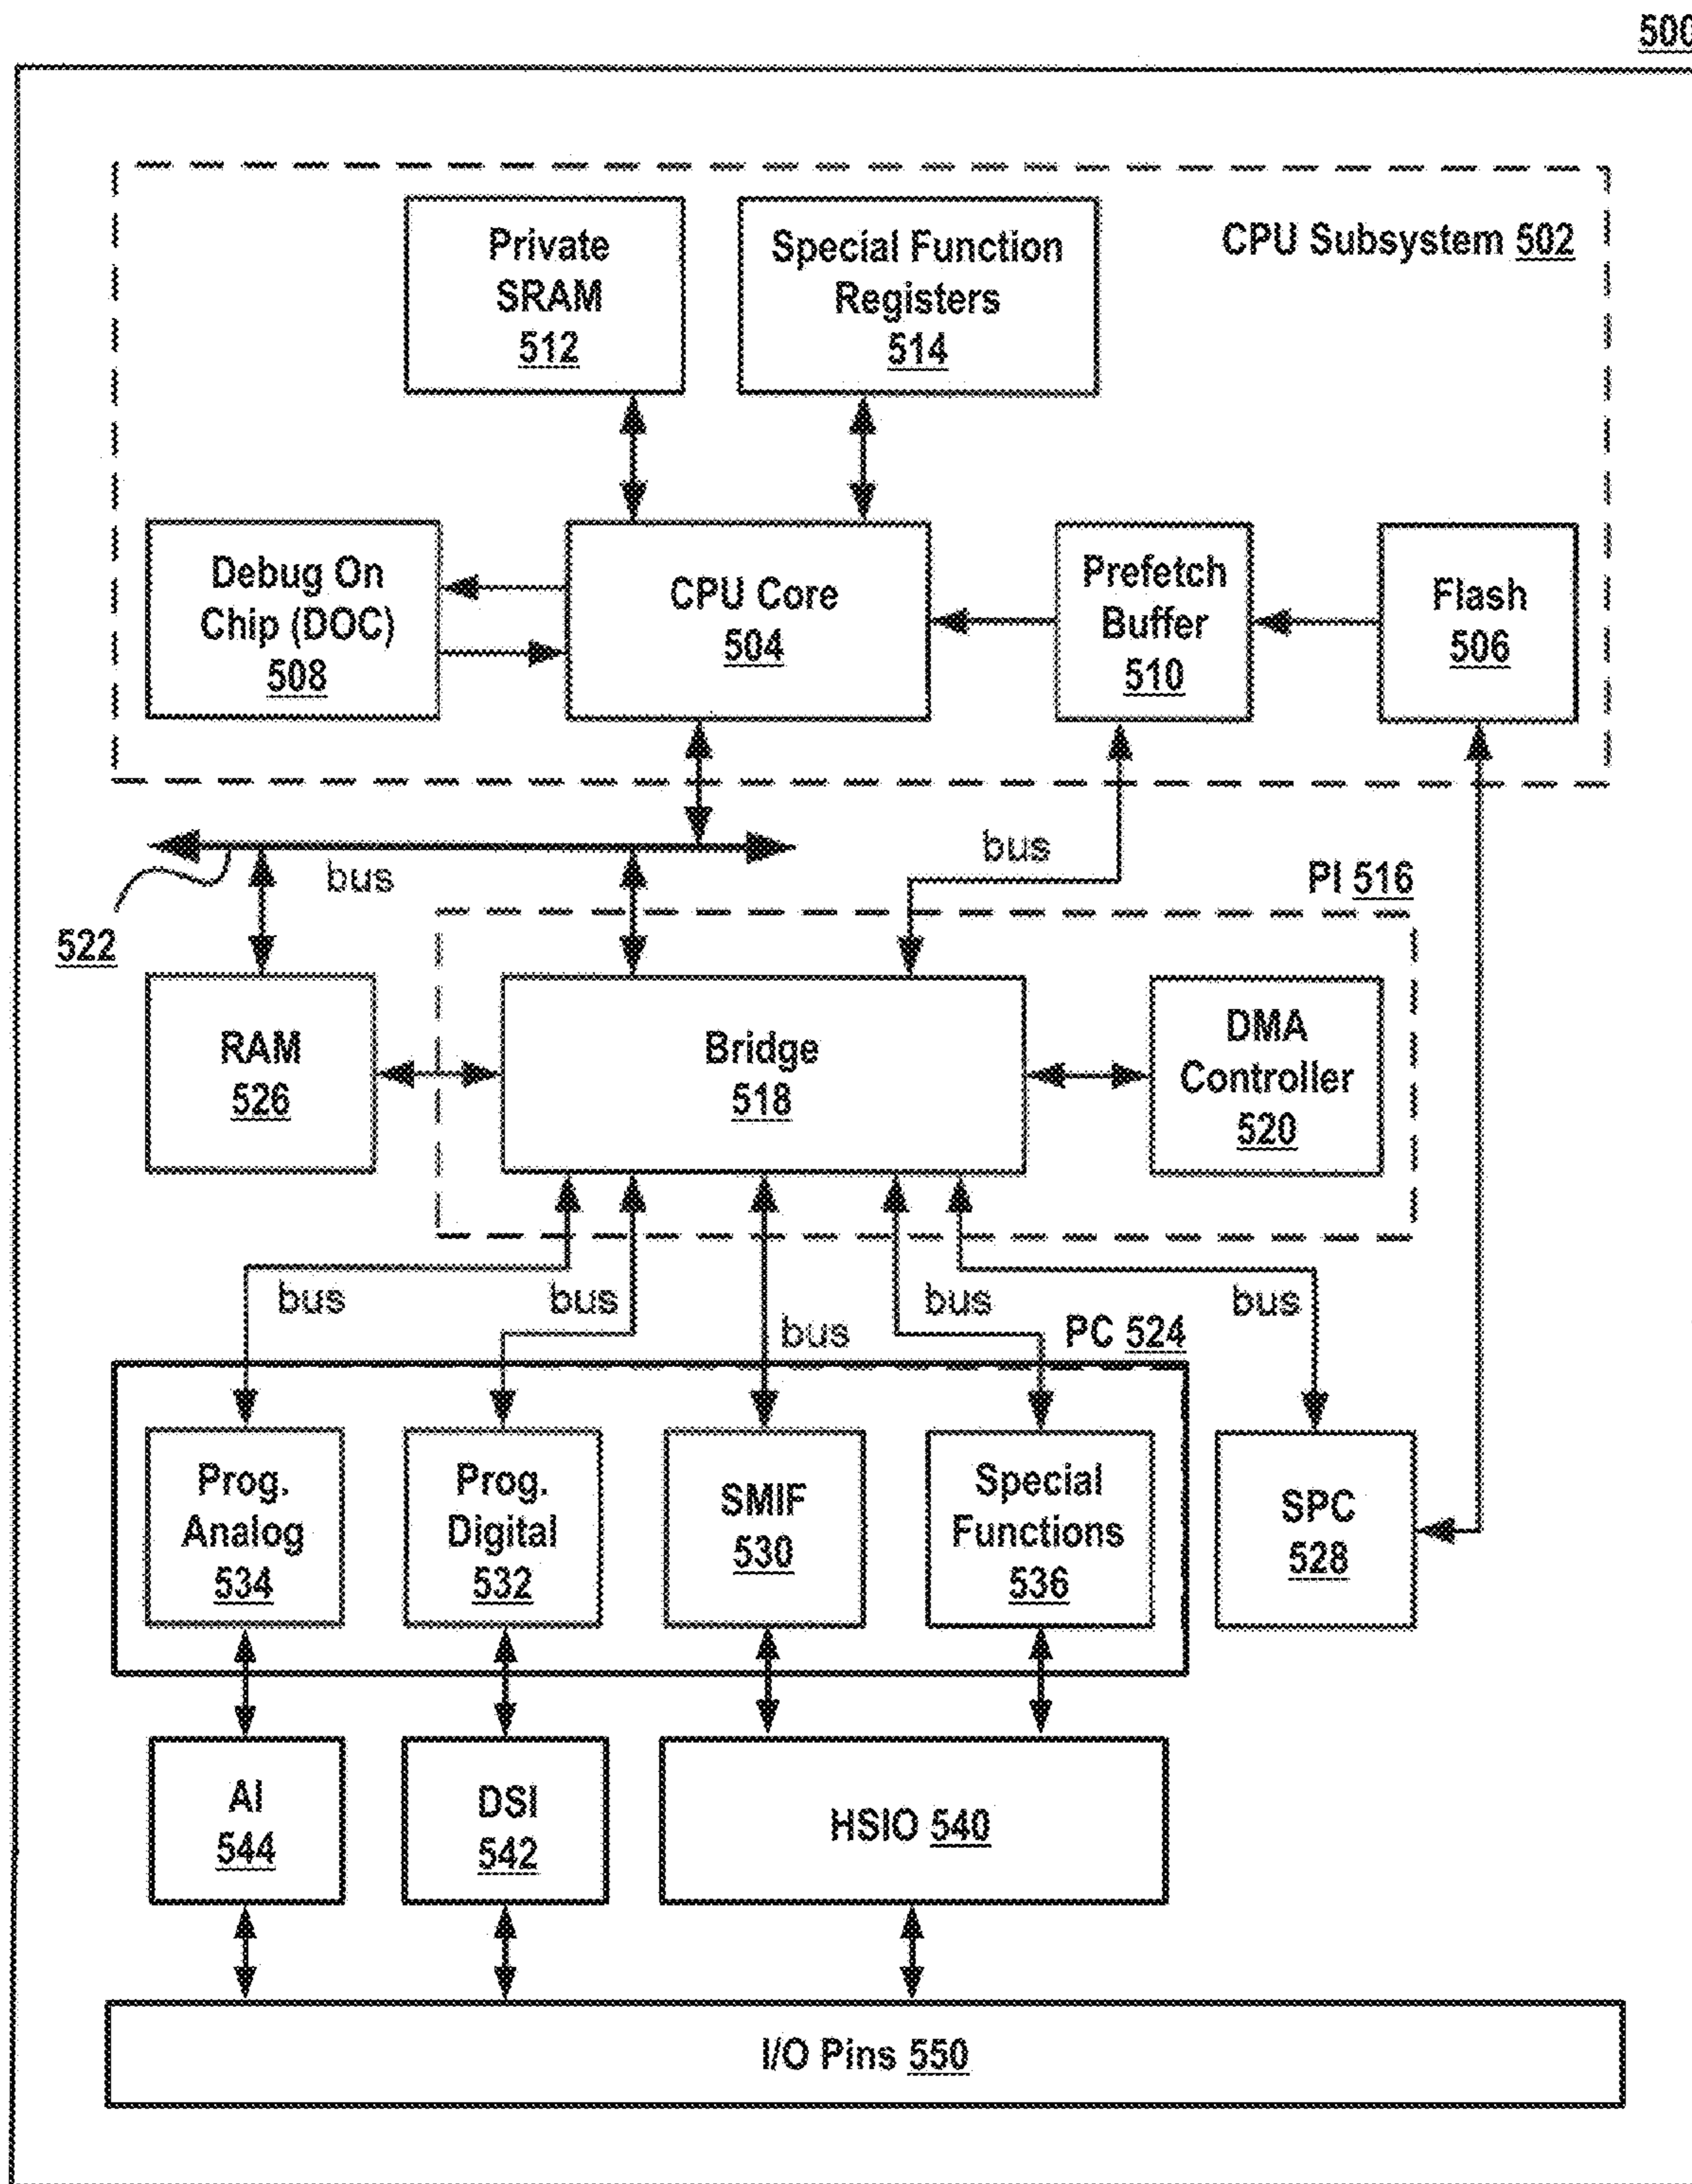 500
CPU Subsystem 502
Private
SRAM
512
Special Function
Registers
514
Debug On
Chip (DOC)
508
CPU Core
504
Prefetch
Buffer
510
Flash
506
bus
bus
PI 516
522
RAM
526
Bridge
518
DMA
Controller
520
bus
bus
bus
bus
bus
PC 524
Prog.
Analog
534
Prog.
Digital
532
SMIF
530
Special
Functions
536
SPC
528
AI
544
DSI
542
HSIO 540
I/O Pins 550